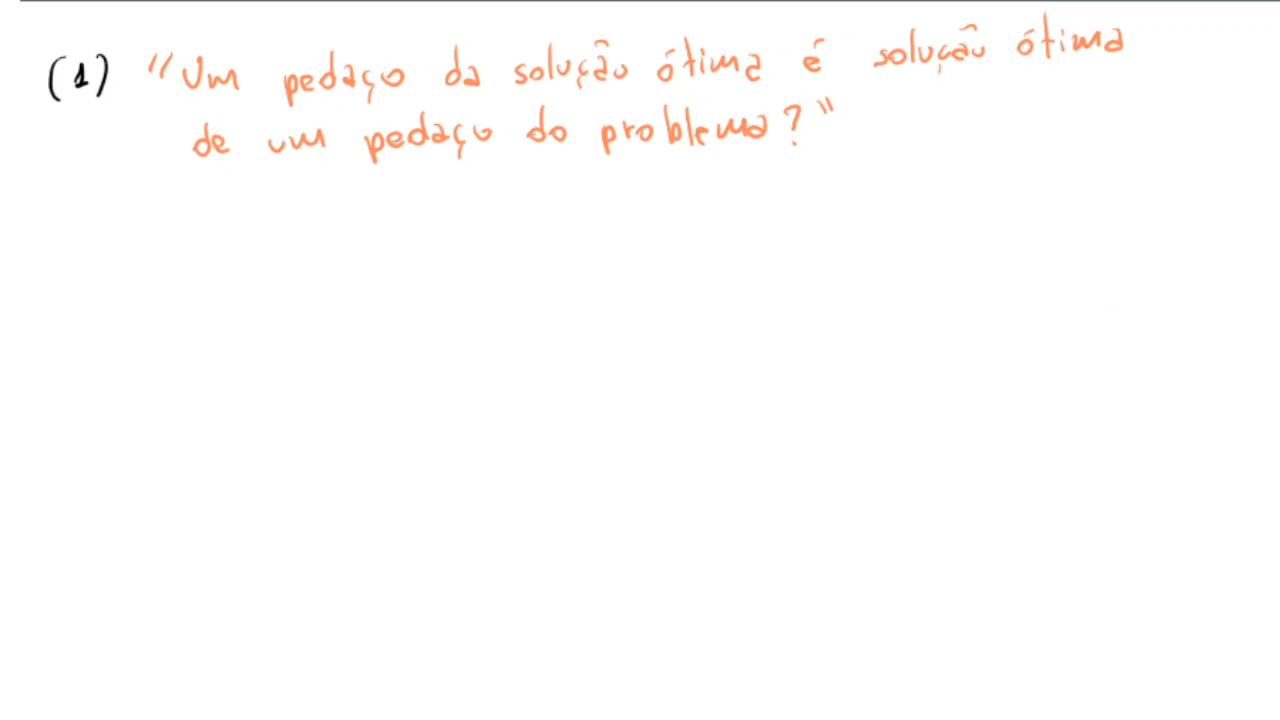 (1) "Um pedaço da solução ótima é solução ótima
de um pedaço do problema?"